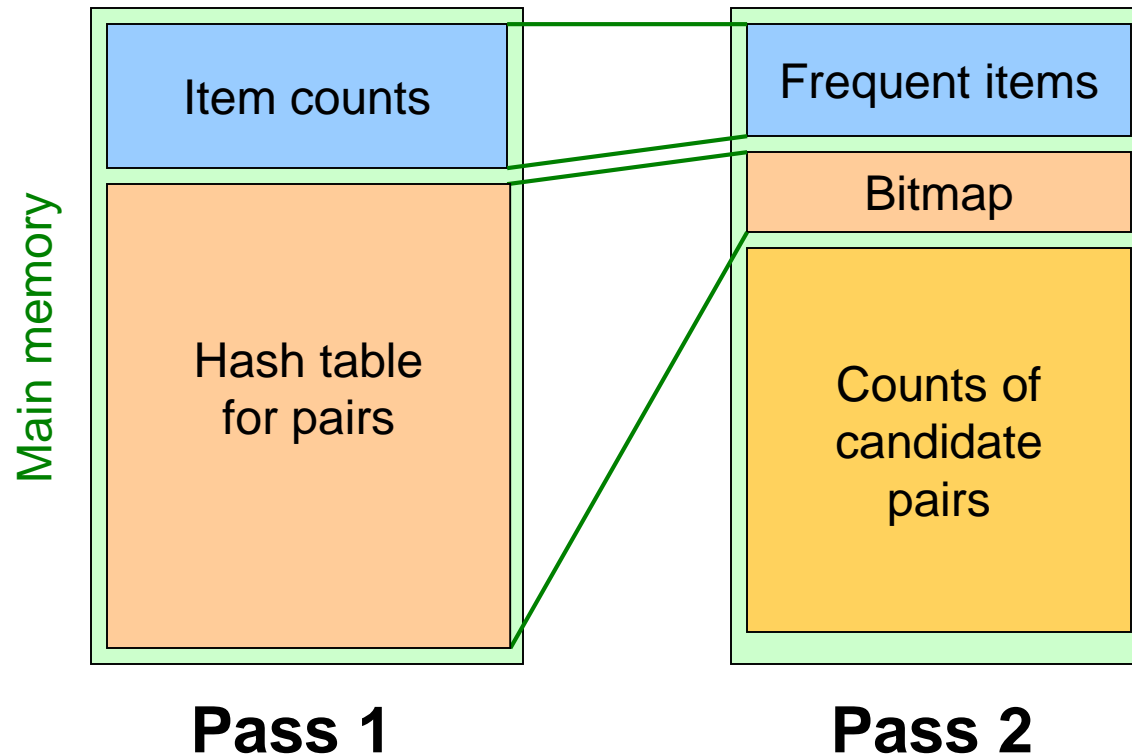 Main memory
Item counts
Hash table
for pairs
Pass 1
Frequent items
Bitmap
Counts of
candidate
pairs
Pass 2